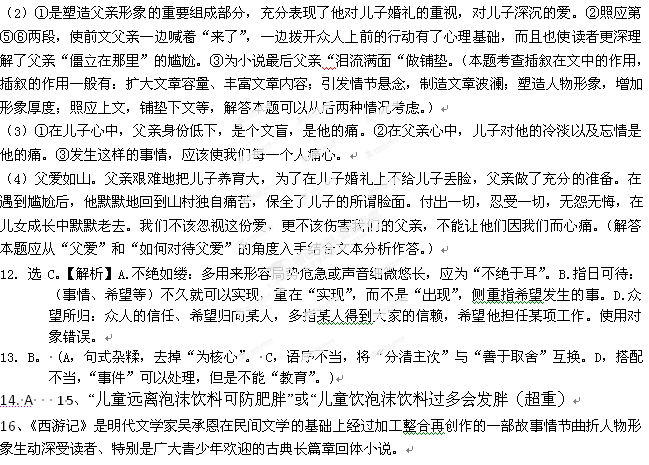 （2）①是塑造父亲形象的重要组成部分，充分表现了他对儿子婚礼的重视，对儿子深沉的爱。②照应第
⑤⑥两段，使前文父亲一边喊着“来了”，一边拨开众人上前的行动有了心理基础，而且也使读者更深理
解了父亲“僵立在那里”的尴尬。③为小说最后父亲“泪流满面“做铺垫。（本题考查插叙在文中的作用，
插叙的作用一般有：扩大文章容量、丰富文章内容；引发情节悬念，制造文章波澜；塑造人物形象，增加
形象厚度；照应上文，铺垫下文等，解答本题可以从后两种情况考虑。）
（3）①在儿子心中，父亲身份低下，是个文盲，是他的痛。②在父亲心中，儿子对他的冷淡以及忘情是
他的痛。③发生这样的事情，应该使我们每一个人痛心。
（4）父爱如山。父亲艰难地把儿子养育大，为了在儿子婚礼上不给儿子丢脸，父亲做了充分的准备。在
遇到尴尬后，他默默地回到山村独自痛苦，保全了儿子的所谓脸面。付出一切，忍受一切，无怨无悔，在
儿女成长中默默老去。我们不该忽视这份爱，更不该伤害我们的父亲，不能让他们因我们而心痛。（解答
本题应从“父爱”和“如何对待父爱”的角度入手结合文本分析作答。）
12. 选 C。【解析】A.不绝如缕：多用来形容局势危急或声音细微悠长，应为“不绝于耳”。B.指日可待：
（事情、希望等）不久就可以实现，重在“实现”，而不是“出现”，侧重指希望发生的事。D.众
望所归：众人的信任、希望归向某人，多指某人得到大家的信赖，希望他担任某项工作。使用对
象错误。
13. B。（A，句式杂糅，去掉“为核心”。C，语序不当，将“分清主次”与“善于取舍”互换。D，搭配
不当，“事件”可以处理，但是不能“教育”。)
14. A 15、“儿童远离泡沫饮料可防肥胖”或“儿童饮泡沫饮料过多会发胖（超重）
16、《西游记》是明代文学家吴承恩在民间文学的基础上经过加工整合再创作的一部故事情节曲折人物形
象生动深受读者、特别是广大青少年欢迎的古典长篇章回体小说。